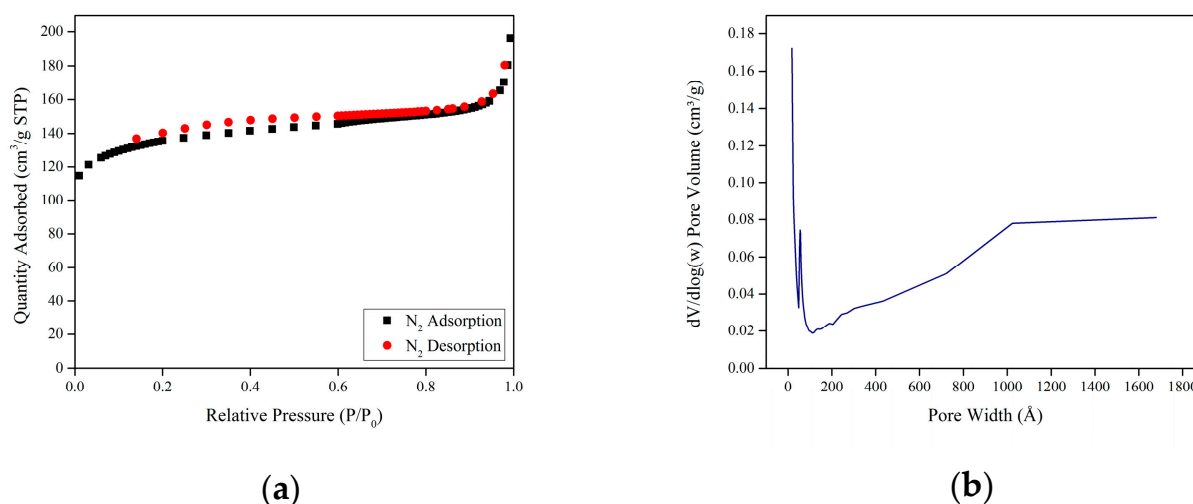 200
180
160
140
120
100
80
60
40
20
0
0.0 0.2 0.4 0.6 0.8 1.0
Quantity Adsorbed (cm³/g STP)
Relative Pressure (P/P₀)
N₂ Adsorption
N₂ Desorption
(a)
0.18
0.16
0.14
0.12
0.10
0.08
0.06
0.04
0.02
0.00
0 200 400 600 800 1000 1200 1400 1600 1800
dV/dlog(w) Pore Volume (cm³/g)
Pore Width (Å)
(b)